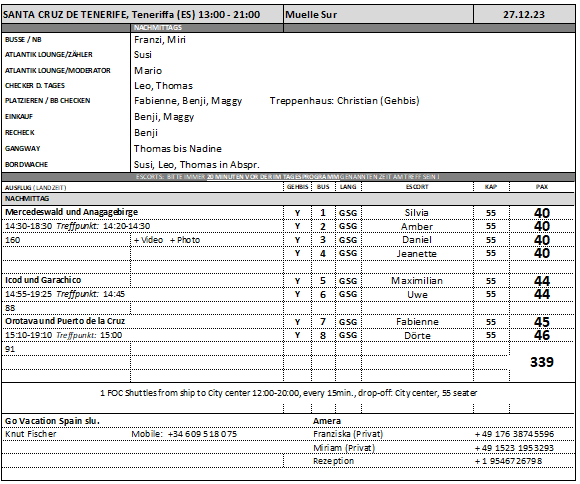 SANTA CRUZ DE TENERIFE, Teneriffa (ES) 13:00 - 21:00 Muelle Sur 27.12.23
NACHMITTAGS
BUSSE / NB Franzi, Miri
ATLANTIK LOUNGE/ZÄHLER Susi
ATLANTIK LOUNGE/MODERATOR Mario
CHECKER D. TAGES Leo, Thomas
PLATZIEREN / BB CHECKEN Fabienne, Benji, Maggy Treppenhaus: Christian (Gehbis)
EINKAUF Benji, Maggy
RECHECK Benji
GANGWAY Thomas bis Nadine
BORDWACHE Susi, Leo, Thomas in Abspr.
ESCORTS: BITTE IMMER 20 MINUTEN VOR DER IM TAGESPROGRAMM GENANNTEN ZEIT AM TREFF SEIN !
AUSFLUG (LANDZEIT) GEHBIS BUS LANG ESCORT KAP PAX
NACHMITTAG
Mercedeswald und Anagagebirge Y 1 GSG Silvia 55 40
14:30-18:30 Treffpunkt: 14:20-14:30 Y 2 GSG Amber 55 40
160 + Video + Photo Y 3 GSG Daniel 55 40
Y 4 GSG Jeanette 55 40
Icod und Garachico Y 5 GSG Maximilian 55 44
14:55-19:25 Treffpunkt: 14:45 Y 6 GSG Uwe 55 44
88
Orotava und Puerto de la Cruz Y 7 GSG Fabienne 55 45
15:10-19:10 Treffpunkt: 15:00 Y 8 GSG Dörte 55 46
91
339
1 FOC Shuttles from ship to City center 12:00-20:00, every 15min., drop-off: City center, 55 seater
Go Vacation Spain slu. Amera
Knut Fischer Mobile: +34 609 518 075 Franziska (Privat) + 49 176 38745596
Miriam (Privat) + 49 1523 1953293
Rezeption + 1 9546726798